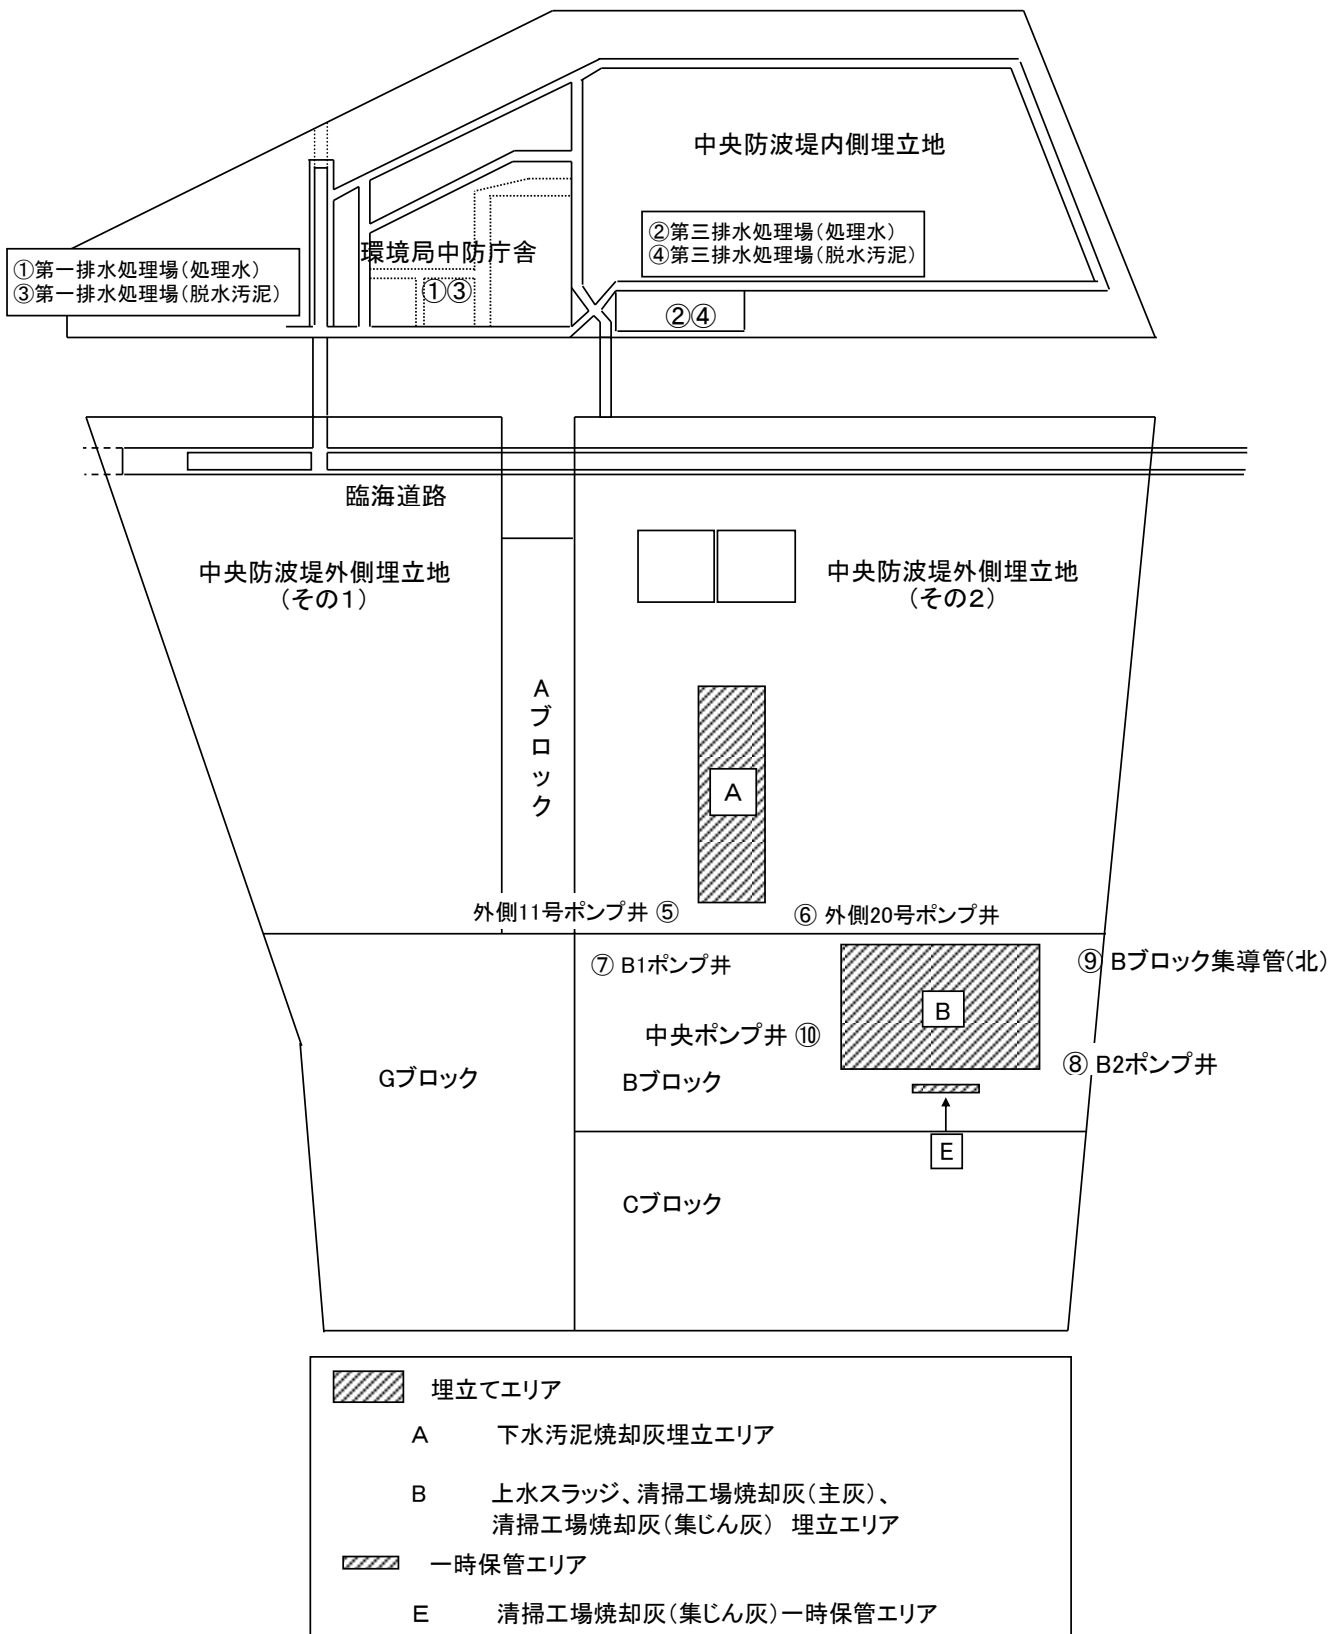 中央防波堤内側埋立地
②第三排水処理場(処理水)
④第三排水処理場(脱水汚泥)
環境局中防庁舎
①第一排水処理場(処理水)
③第一排水処理場(脱水汚泥)
①③
②④
臨海道路
中央防波堤外側埋立地
(その1)
中央防波堤外側埋立地
(その2)
Aブロック
A
外側11号ポンプ井 ⑤
⑥ 外側20号ポンプ井
⑦ B1ポンプ井
⑨ Bブロック集導管(北)
B
中央ポンプ井 ⑩
⑧ B2ポンプ井
Gブロック
Bブロック
E
Cブロック
埋立てエリア
A 下水汚泥焼却灰埋立エリア
B 上水スラッジ、清掃工場焼却灰(主灰)、
清掃工場焼却灰(集じん灰) 埋立エリア
一時保管エリア
E 清掃工場焼却灰(集じん灰)一時保管エリア